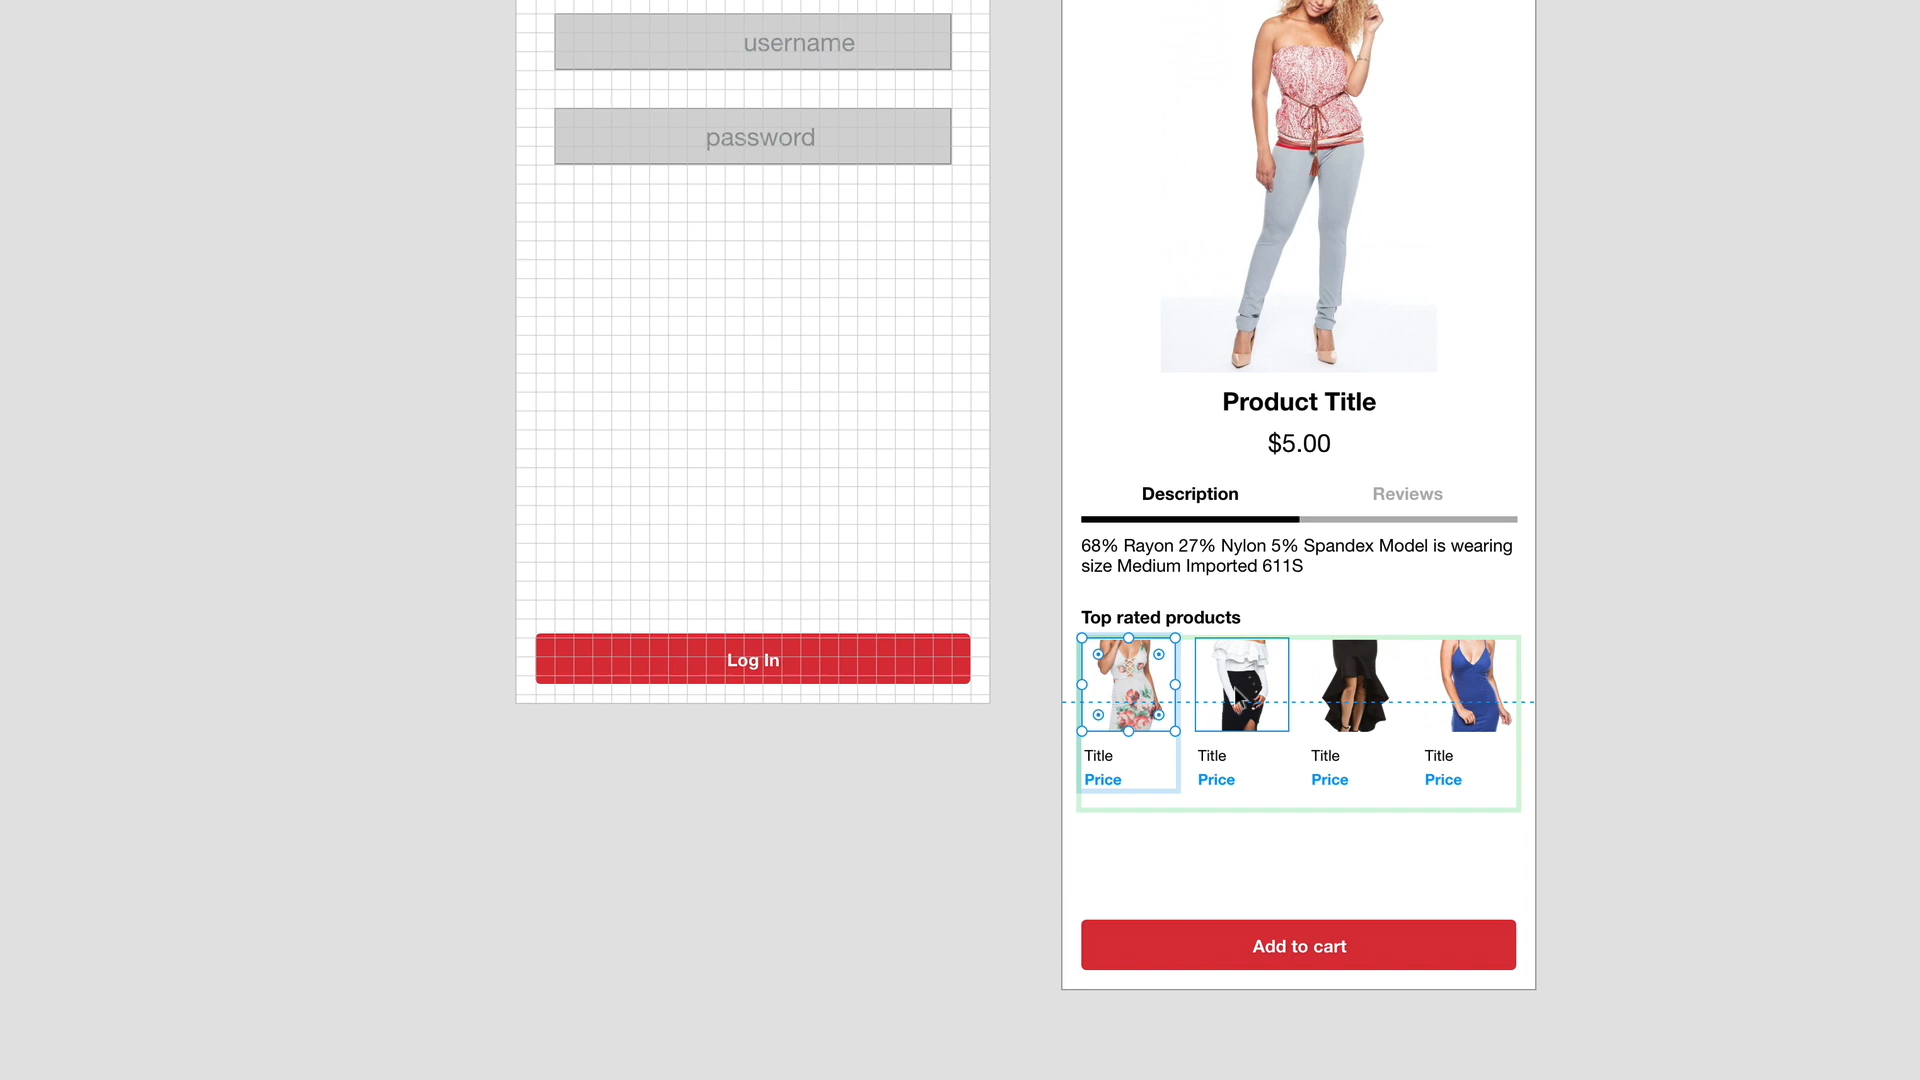 username
password
Log In
Product Title
$5.00
Description
Reviews
68% Rayon 27% Nylon 5% Spandex Model is wearing
size Medium Imported 611S
Top rated products
Title
Price
Title
Price
Title
Price
Title
Price
Add to cart